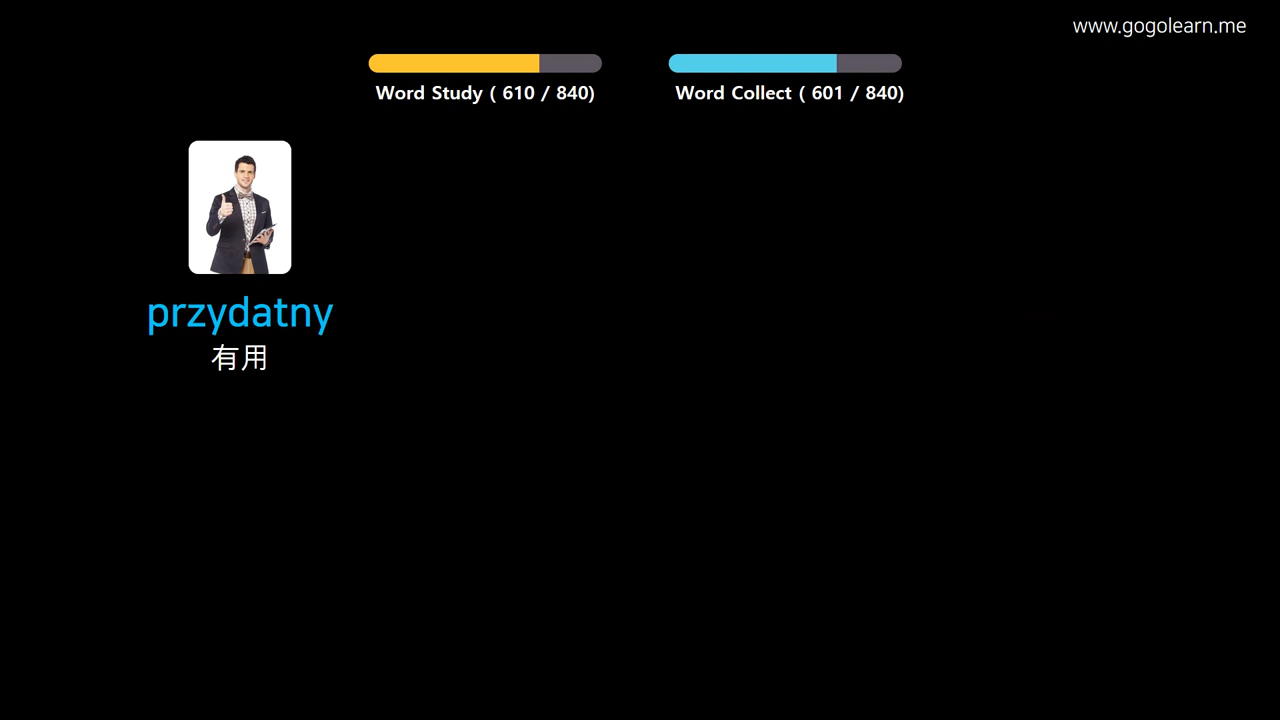 www.gogolearn.me
Word Study ( 610 / 840)
Word Collect ( 601 / 840)
przydatny
有用